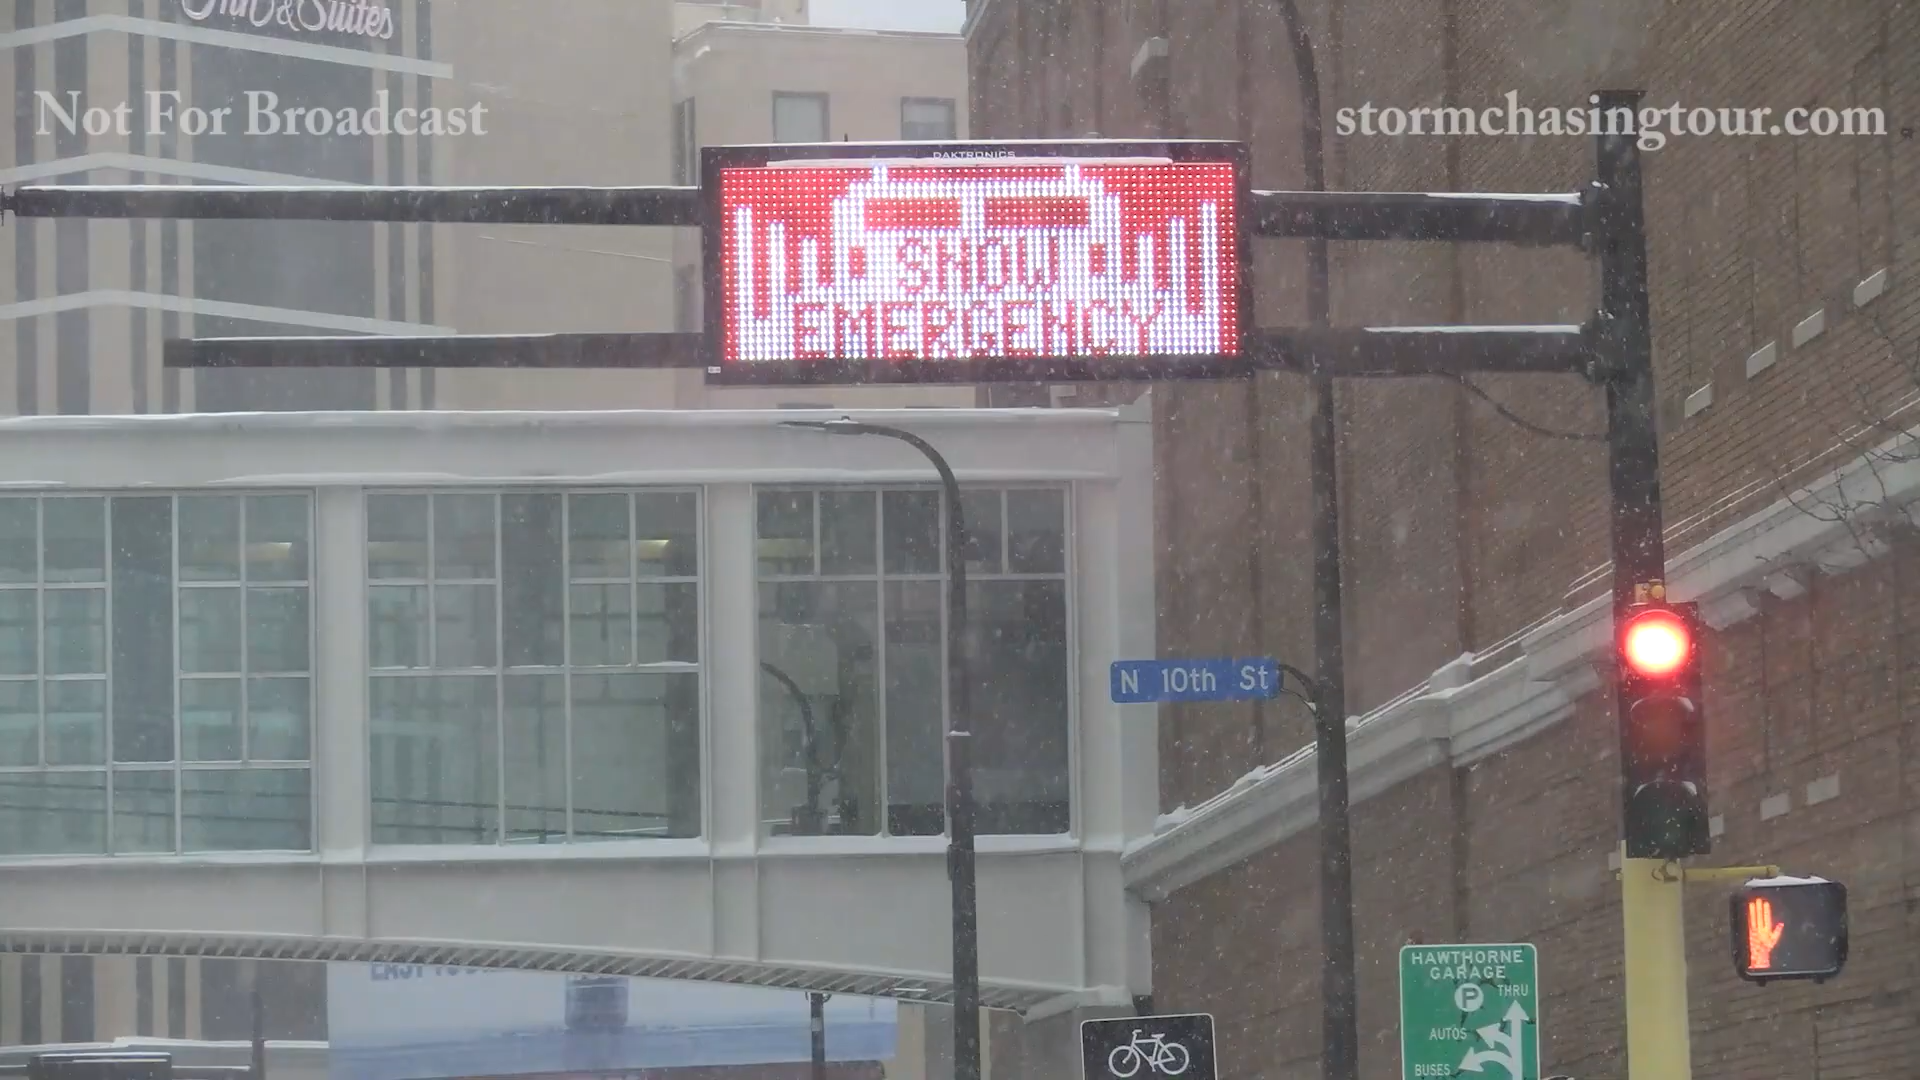 Inn & Suites
Not For Broadcast
stormchasingtour.com
DAKTRONICS
SNOW
EMERGENCY
N 10th St
HAWTHORNE
GARAGE
P
THRU
AUTOS
BUSES